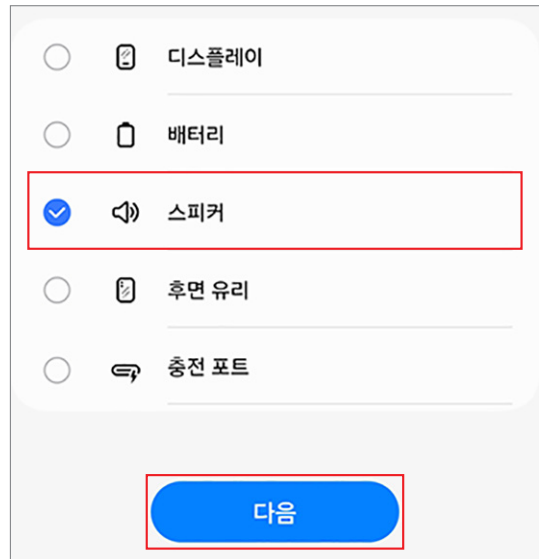 디스플레이
배터리
스피커
후면 유리
충전 포트
다음